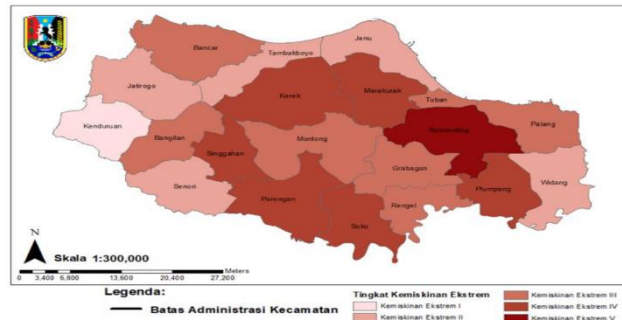 Bancar
Tambakboyo
Jenu
Jatirogo
Kerek
Merakurak
Tuban
Palang
Kenduruan
Bangilan
Montong
Semanding
Singgahan
Grabagan
Senori
Plumpang
Widang
Parengan
Rengel
Soko
N
Skala 1:300,000
Meters
0 3,400 6,800 13,600 20,400 27,200
Legenda:
Batas Administrasi Kecamatan
Tingkat Kemiskinan Ekstrem
Kemiskinan Ekstrem I
Kemiskinan Ekstrem II
Kemiskinan Ekstrem III
Kemiskinan Ekstrem IV
Kemiskinan Ekstrem V